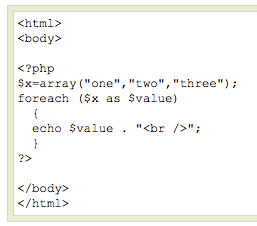 <html>
<body>
<?php
$x=array("one","two","three");
foreach ($x as $value)
{
echo $value . "<br />";
}
?>
</body>
</html>